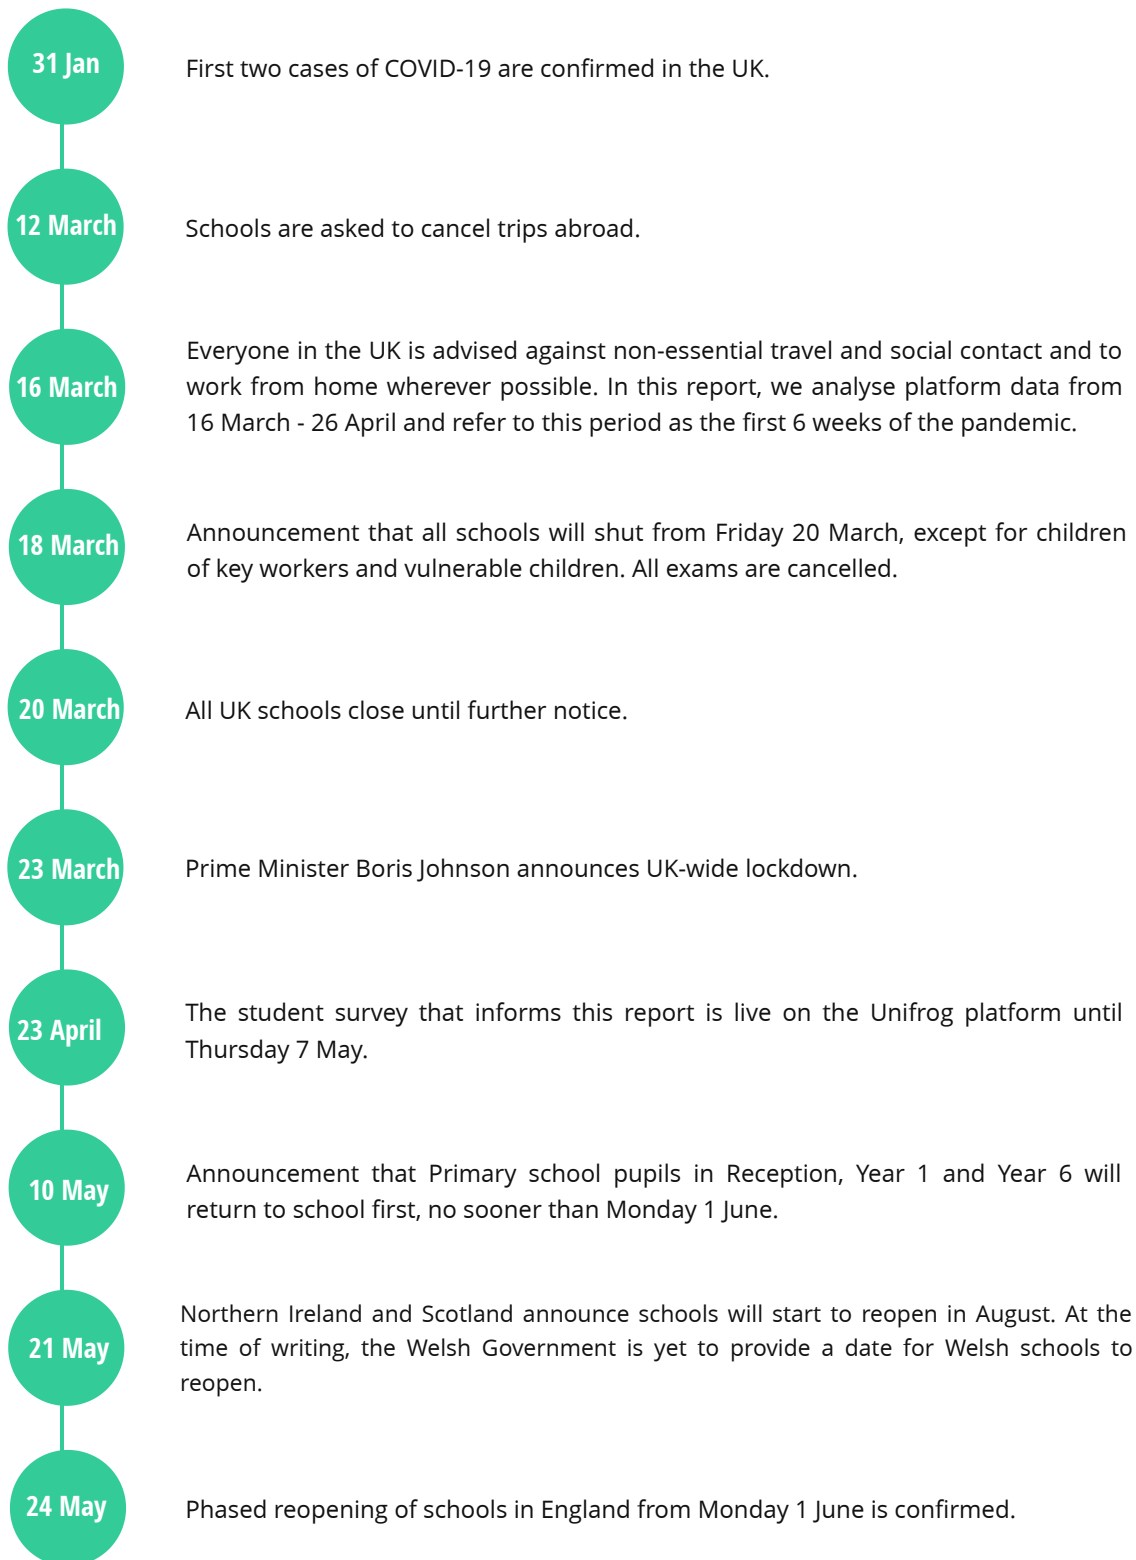 31 Jan
First two cases of COVID-19 are confirmed in the UK.
12 March
Schools are asked to cancel trips abroad.
16 March
Everyone in the UK is advised against non-essential travel and social contact and to
work from home wherever possible. In this report, we analyse platform data from
16 March - 26 April and refer to this period as the first 6 weeks of the pandemic.
18 March
Announcement that all schools will shut from Friday 20 March, except for children
of key workers and vulnerable children. All exams are cancelled.
20 March
All UK schools close until further notice.
23 March
Prime Minister Boris Johnson announces UK-wide lockdown.
23 April
The student survey that informs this report is live on the Unifrog platform until
Thursday 7 May.
10 May
Announcement that Primary school pupils in Reception, Year 1 and Year 6 will
return to school first, no sooner than Monday 1 June.
21 May
Northern Ireland and Scotland announce schools will start to reopen in August. At the
time of writing, the Welsh Government is yet to provide a date for Welsh schools to
reopen.
24 May
Phased reopening of schools in England from Monday 1 June is confirmed.